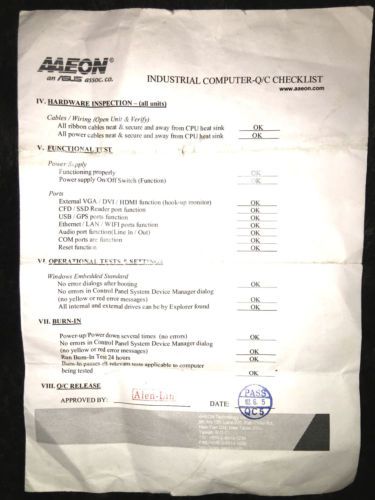 AAEON®
an ASUS assoc. co.
INDUSTRIAL COMPUTER-Q/C CHECKLIST
www.aaeon.com
IV. HARDWARE INSPECTION – (all units)
Cables / Wiring (Open Unit & Verify)
All ribbon cables neat & secure and away from CPU heat sink OK
All power cables neat & secure and away from CPU heat sink OK
V. FUNCTIONAL TEST
Power Supply
Functioning properly OK
Power supply On/Off Switch (Function) OK
Ports
External VGA / DVI / HDMI function (hook-up monitor) OK
CFD / SSD Reader port function OK
USB / GPS ports function OK
Ethernet / LAN / WIFI ports function OK
Audio port function(Line In / Out) OK
COM ports are function OK
Reset function OK
VI. OPERATIONAL TESTS & SETTINGS
Windows Embedded Standard
No error dialogs after booting OK
No errors in Control Panel System Device Manager dialog
(no yellow or red error messages) OK
All internal and external drives can be by Explorer found OK
VII. BURN-IN
Power-up/Power down several times (no errors) OK
No errors in Control Panel System Device Manager dialog
(no yellow or red error messages) OK
Run Burn-In Test 24 hours OK
Burn-In passes all relevant tests applicable to computer
being tested OK
VIII. Q/C RELEASE
APPROVED BY: Alen-Lin DATE: PASS
QC5
AAEON Technology